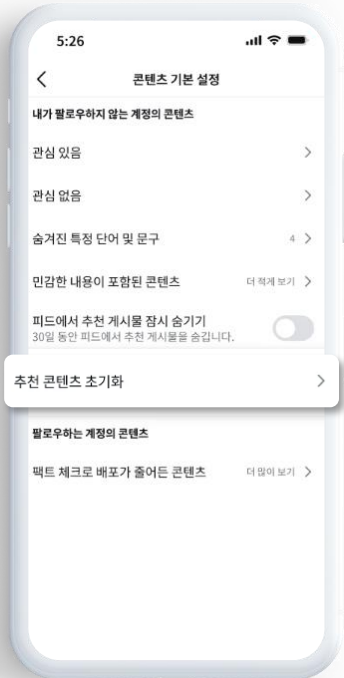 5:26
콘텐츠 기본 설정
내가 팔로우하지 않는 계정의 콘텐츠
관심 있음
관심 없음
숨겨진 특정 단어 및 문구 4
민감한 내용이 포함된 콘텐츠 더 적게 보기
피드에서 추천 게시물 잠시 숨기기
30일 동안 피드에서 추천 게시물을 숨깁니다.
추천 콘텐츠 초기화
팔로우하는 계정의 콘텐츠
팩트 체크로 배포가 줄어든 콘텐츠 더 많이 보기